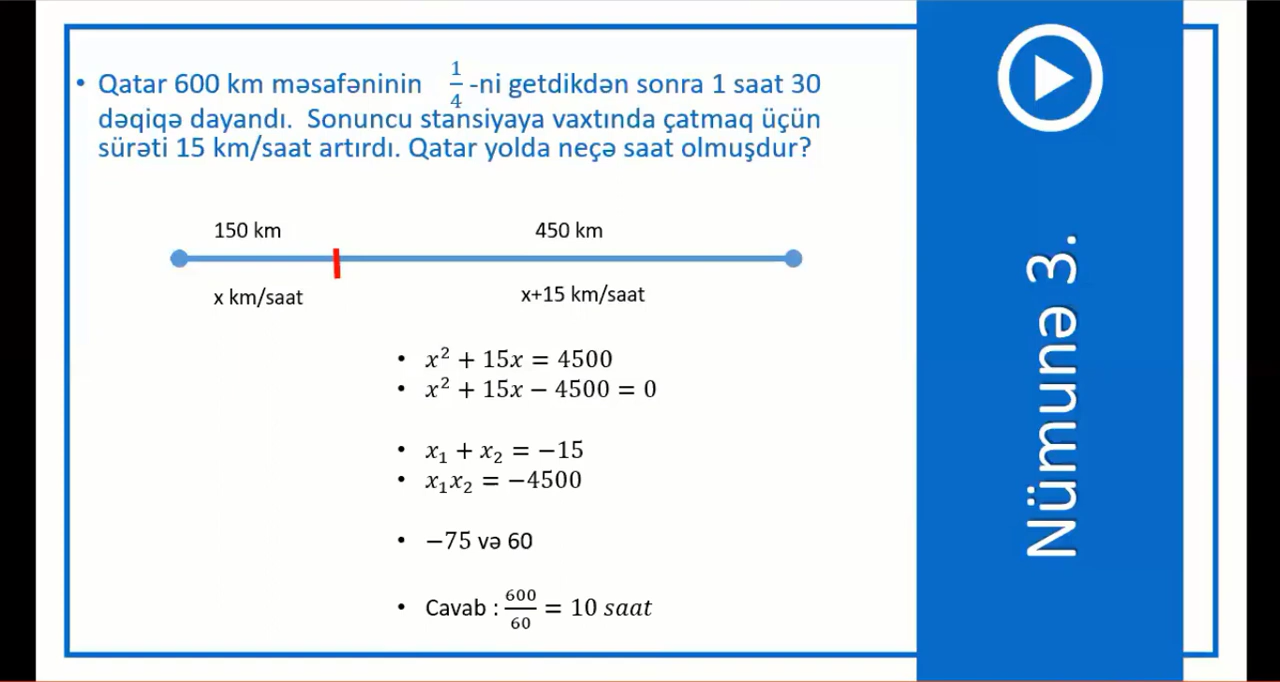 • Qatar 600 km məsafəninin 1/4 -ni getdikdən sonra 1 saat 30
dəqiqə dayandı. Sonuncu stansiyaya vaxtında çatmaq üçün
sürəti 15 km/saat artırdı. Qatar yolda neçə saat olmuşdur?
150 km 450 km
x km/saat x+15 km/saat
• x² + 15x = 4500
• x² + 15x − 4500 = 0
• x₁ + x₂ = −15
• x₁x₂ = −4500
• −75 və 60
• Cavab : 600/60 = 10 saat
Nümunə 3.